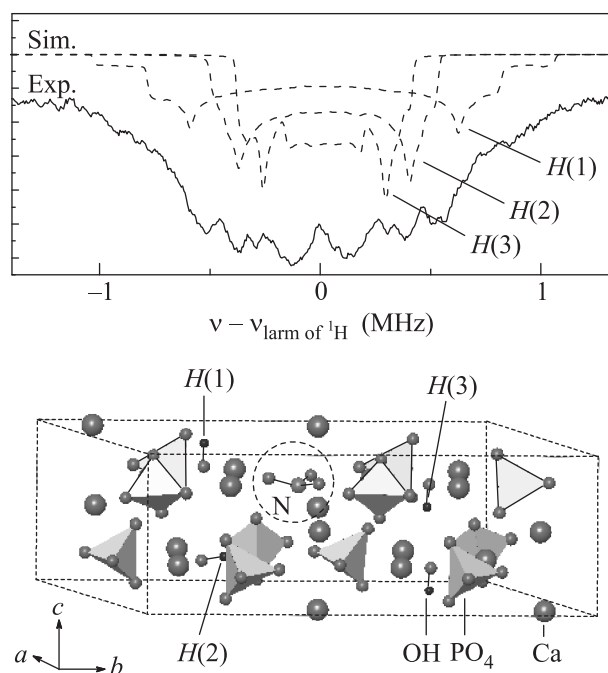 Sim.
Exp.
H(1)
H(2)
H(3)
−1 0 1
ν − ν_larm of ¹H (MHz)
H(1) H(3)
N
c
a b
H(2) OH PO₄ Ca